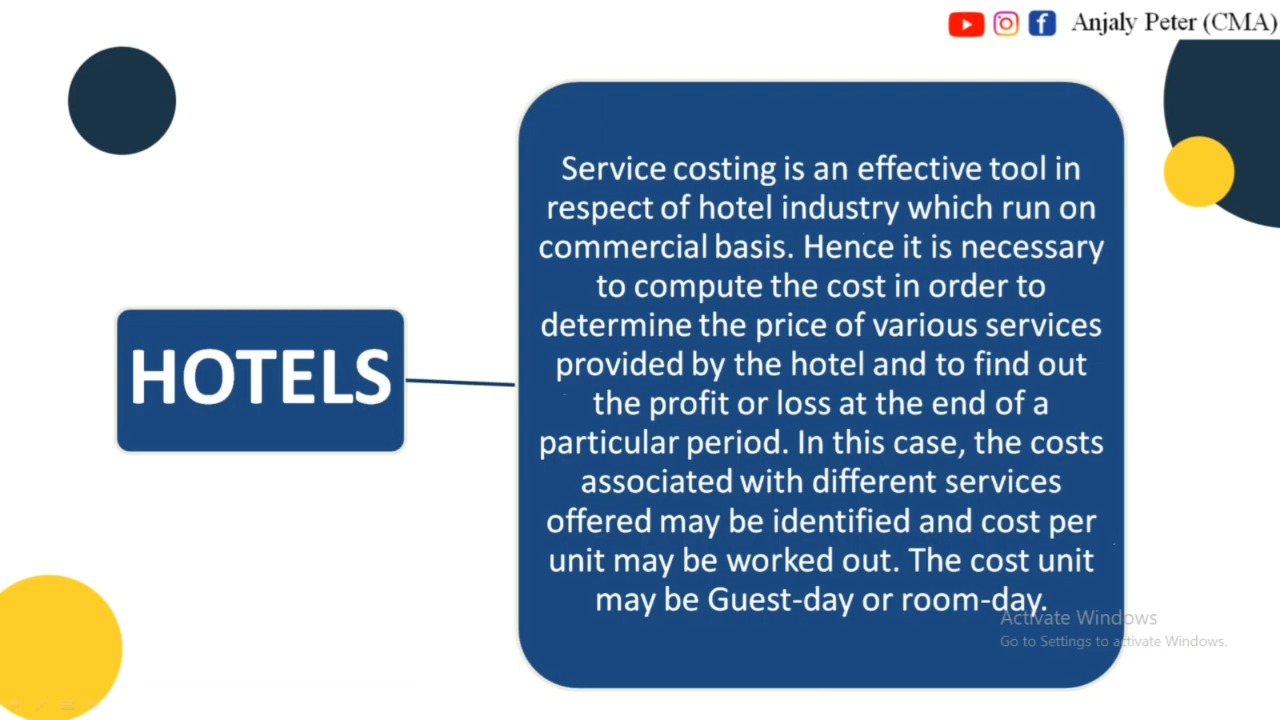 Anjaly Peter (CMA)
HOTELS
Service costing is an effective tool in
respect of hotel industry which run on
commercial basis. Hence it is necessary
to compute the cost in order to
determine the price of various services
provided by the hotel and to find out
the profit or loss at the end of a
particular period. In this case, the costs
associated with different services
offered may be identified and cost per
unit may be worked out. The cost unit
may be Guest-day or room-day.
Activate Windows
Go to Settings to activate Windows.